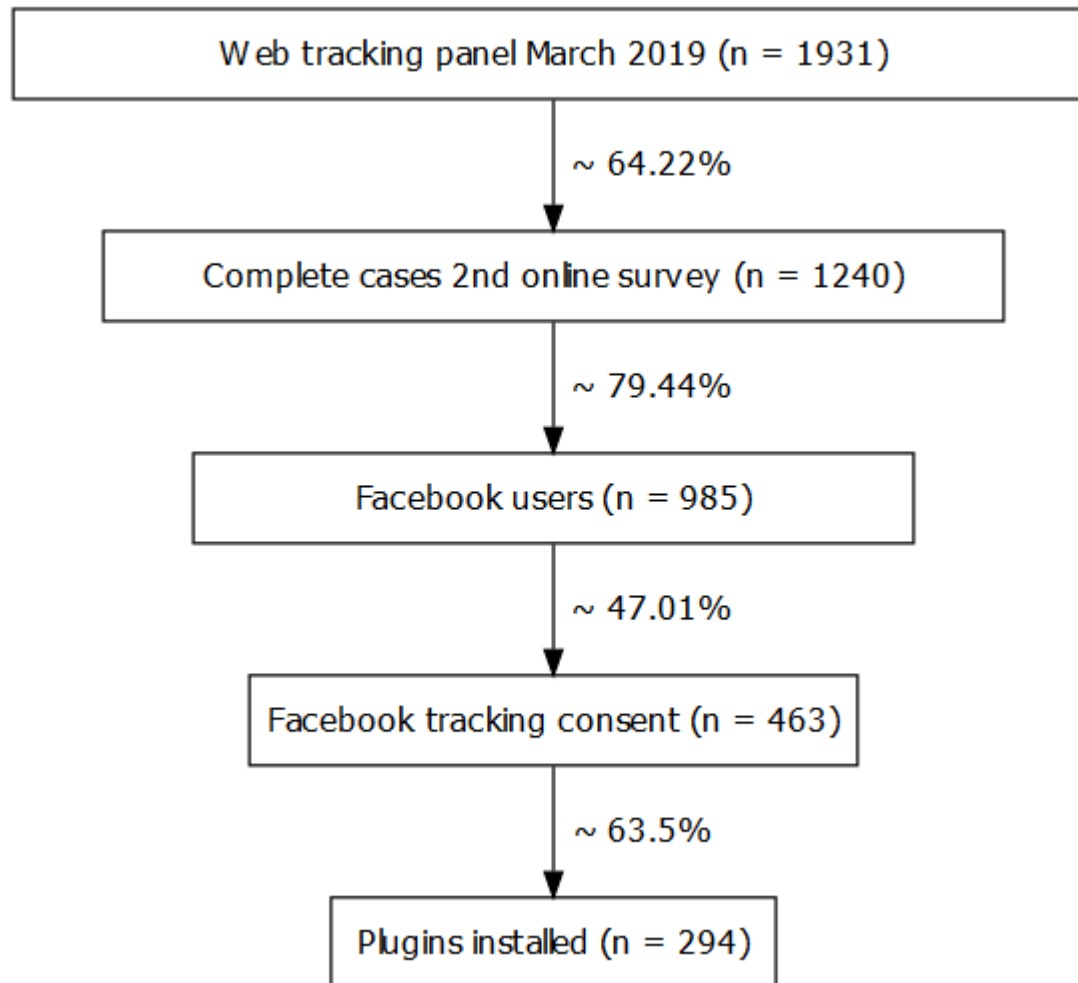 Web tracking panel March 2019 (n = 1931)
~ 64.22%
Complete cases 2nd online survey (n = 1240)
~ 79.44%
Facebook users (n = 985)
~ 47.01%
Facebook tracking consent (n = 463)
~ 63.5%
Plugins installed (n = 294)